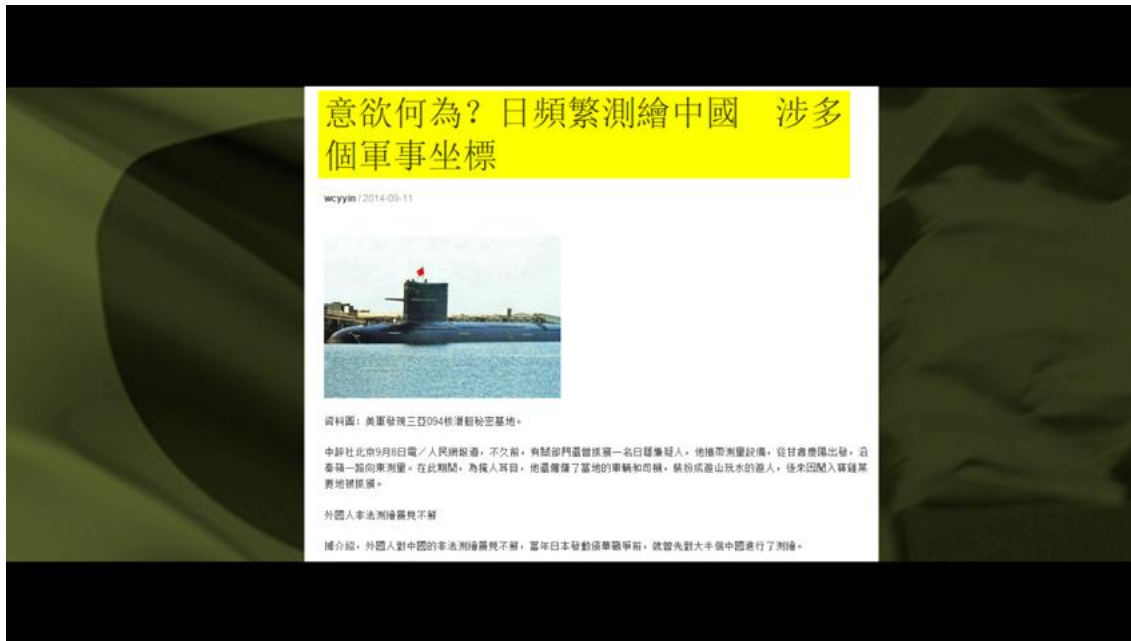 意欲何為？日頻繁測繪中國　涉多
個軍事坐標
wcyyin / 2014-09-11
資料圖：美軍發現三亞094核潛艇秘密基地。
中評社北京9月8日電／人民網報道，不久前，有關部門還曾抓獲一名日籍嫌疑人，他攜帶測量設備，從甘肅慶陽出發，沿
秦嶺一路向東測量。在此期間，為掩人耳目，他還僱傭了當地的車輛和司機，裝扮成遊山玩水的遊人，後來因闖入寶雞某
要地被抓獲。
外國人非法測繪屢見不鮮
據介紹，外國人對中國的非法測繪屢見不鮮，當年日本發動侵華戰爭前，就曾先對大半個中國進行了測繪。